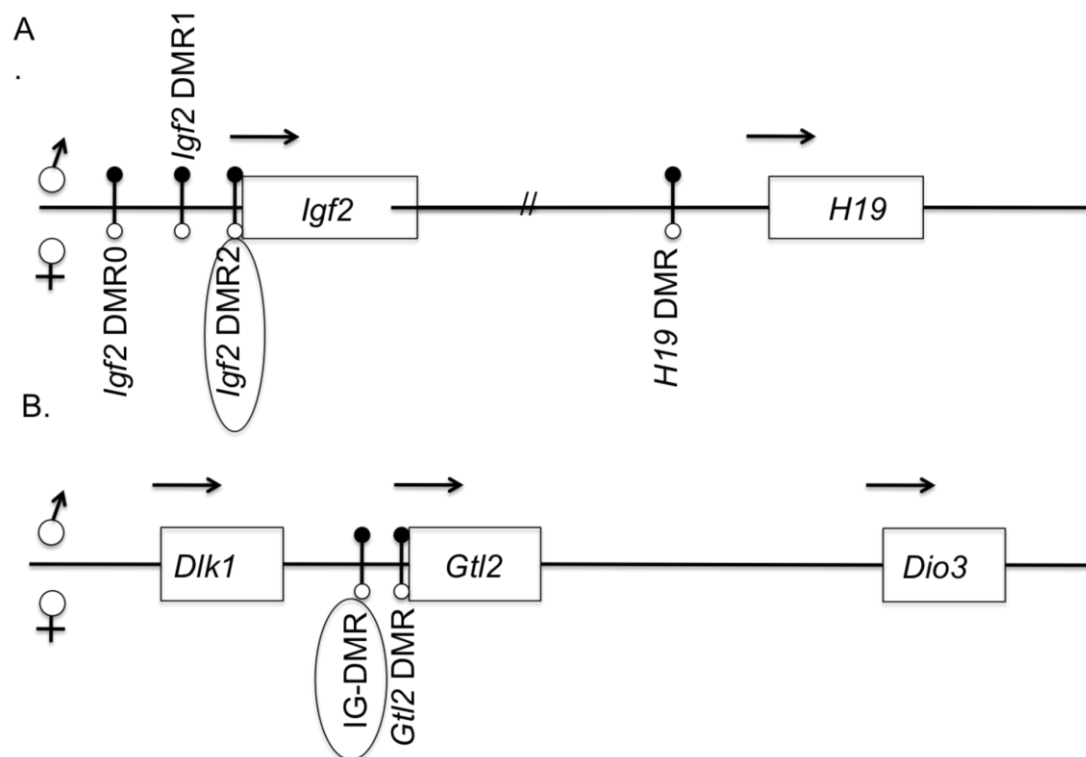 A
.
Igf2 DMR1
Igf2
H19
Igf2 DMR0
Igf2 DMR2
H19 DMR
B.
Dlk1
Gtl2
Dio3
IG-DMR
Gtl2 DMR